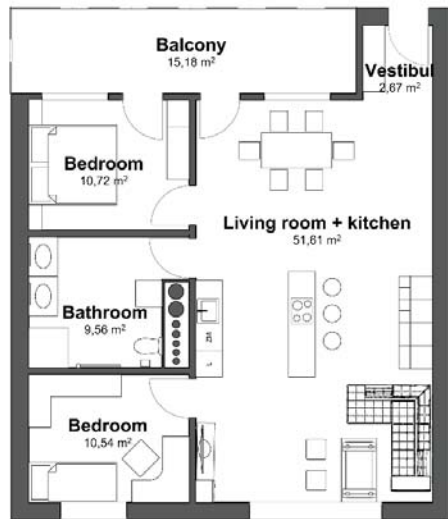 Balcony
15,18 m²
Vestibul
2,67 m²
Bedroom
10,72 m²
Living room + kitchen
51,61 m²
Bathroom
9,56 m²
ZM
L
Bedroom
10,54 m²